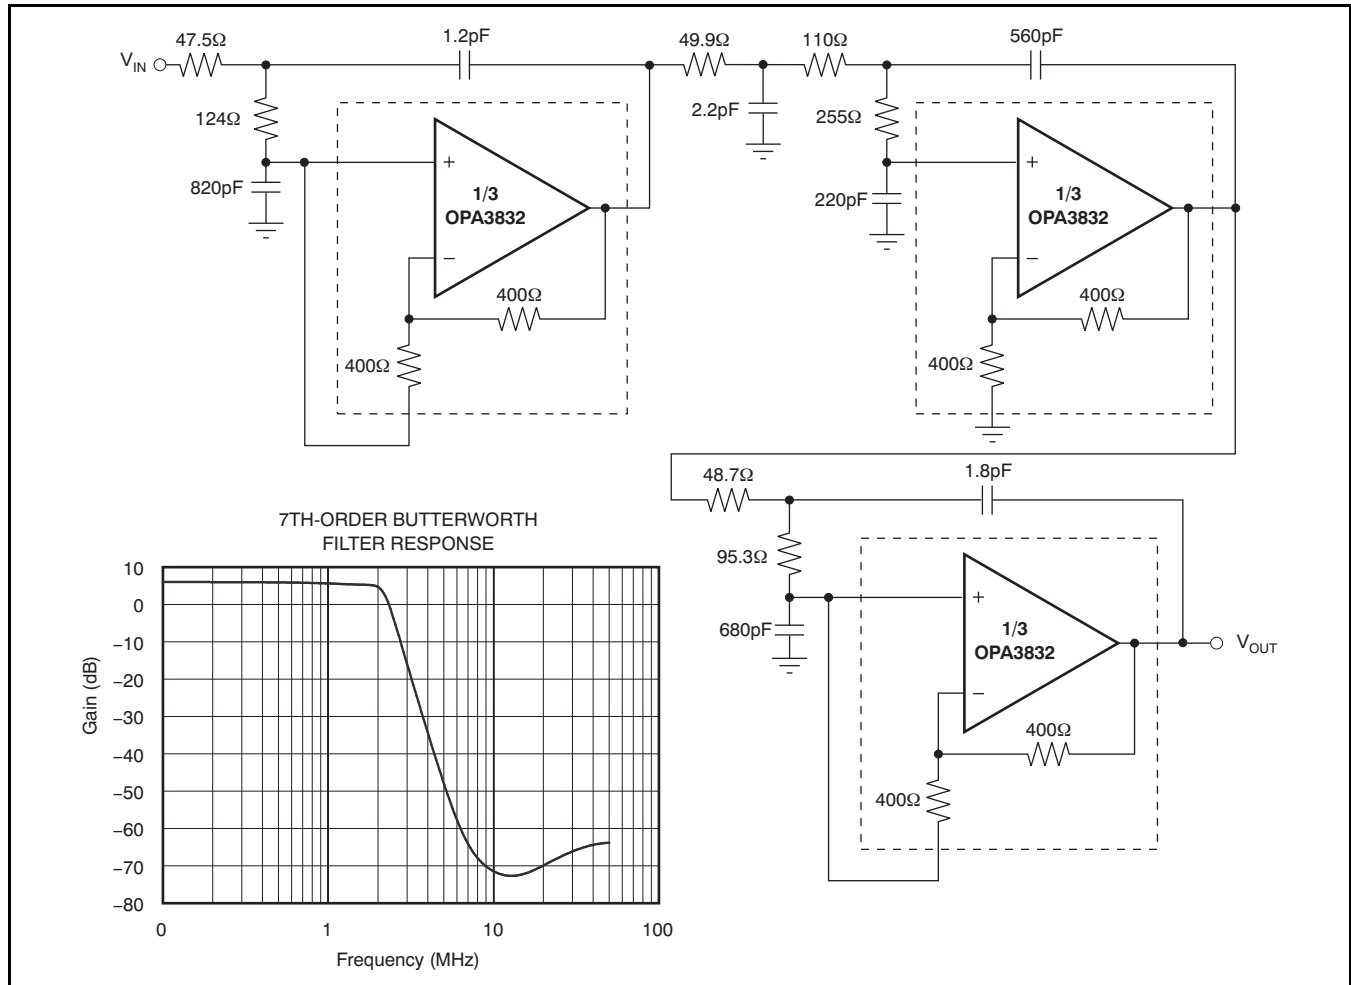 47.5Ω
1.2pF
49.9Ω
110Ω
560pF
VIN
124Ω
2.2pF
255Ω
+
1/3
OPA3832
−
820pF
400Ω
400Ω
+
1/3
OPA3832
−
220pF
400Ω
400Ω
48.7Ω
1.8pF
95.3Ω
+
1/3
OPA3832
−
680pF
VOUT
400Ω
400Ω
7TH-ORDER BUTTERWORTH
FILTER RESPONSE
10
0
−10
−20
−30
−40
−50
−60
−70
−80
Gain (dB)
0
1
10
100
Frequency (MHz)